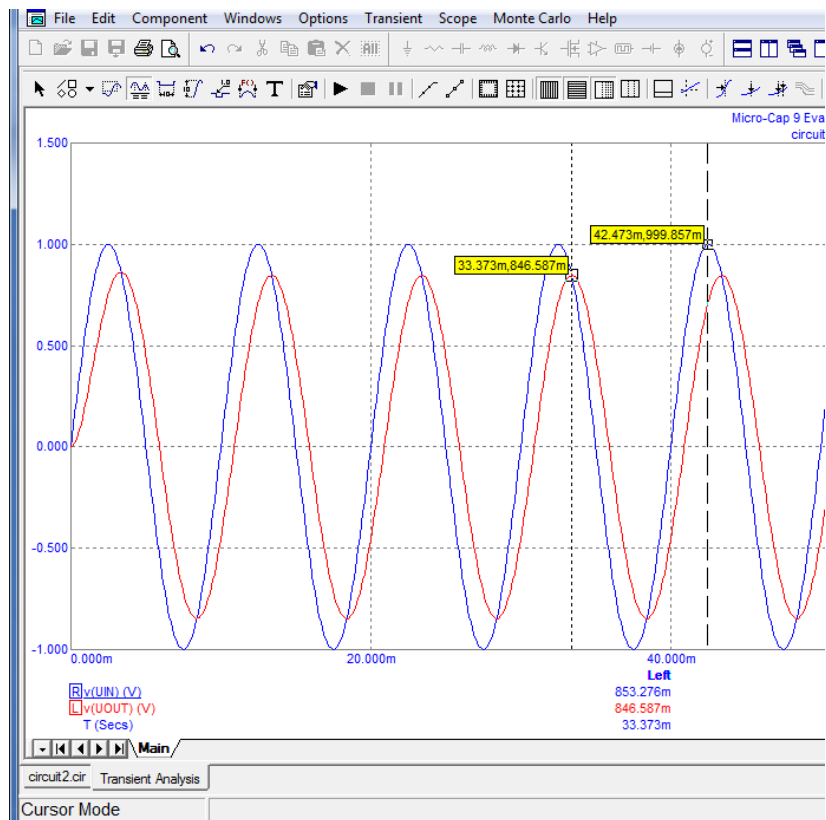 File Edit Component Windows Options Transient Scope Monte Carlo Help
All
T
Micro-Cap 9 Eva
circuit
1.500
1.000
42.473m,999.857m
33.373m,846.587m
0.500
0.000
-0.500
-1.000
0.000m 20.000m 40.000m
Left
R v(UIN) (V) 853.276m
L v(UOUT) (V) 846.587m
T (Secs) 33.373m
Main
circuit2.cir Transient Analysis
Cursor Mode